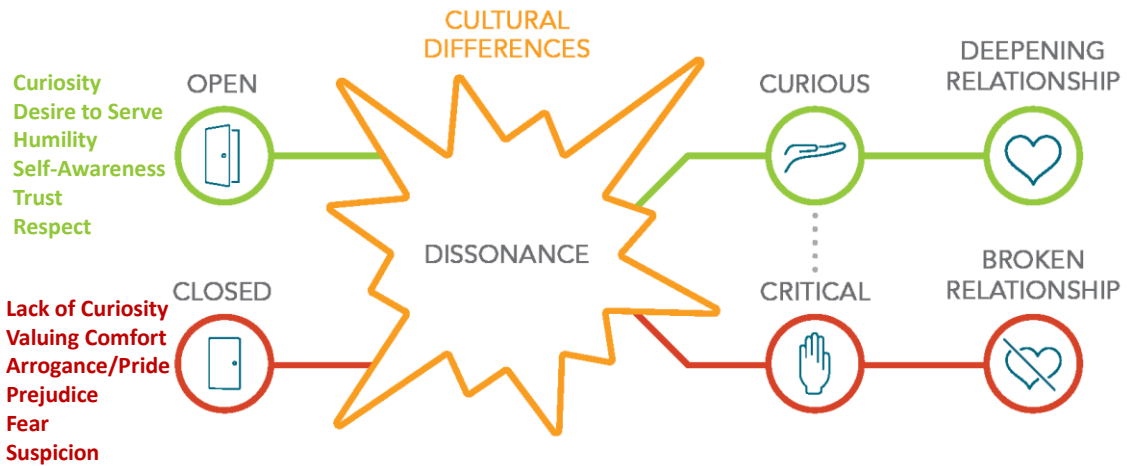 CULTURAL
DIFFERENCES
Curiosity
Desire to Serve
Humility
Self-Awareness
Trust
Respect
OPEN
CURIOUS
DEEPENING
RELATIONSHIP
DISSONANCE
Lack of Curiosity
Valuing Comfort
Arrogance/Pride
Prejudice
Fear
Suspicion
CLOSED
CRITICAL
BROKEN
RELATIONSHIP